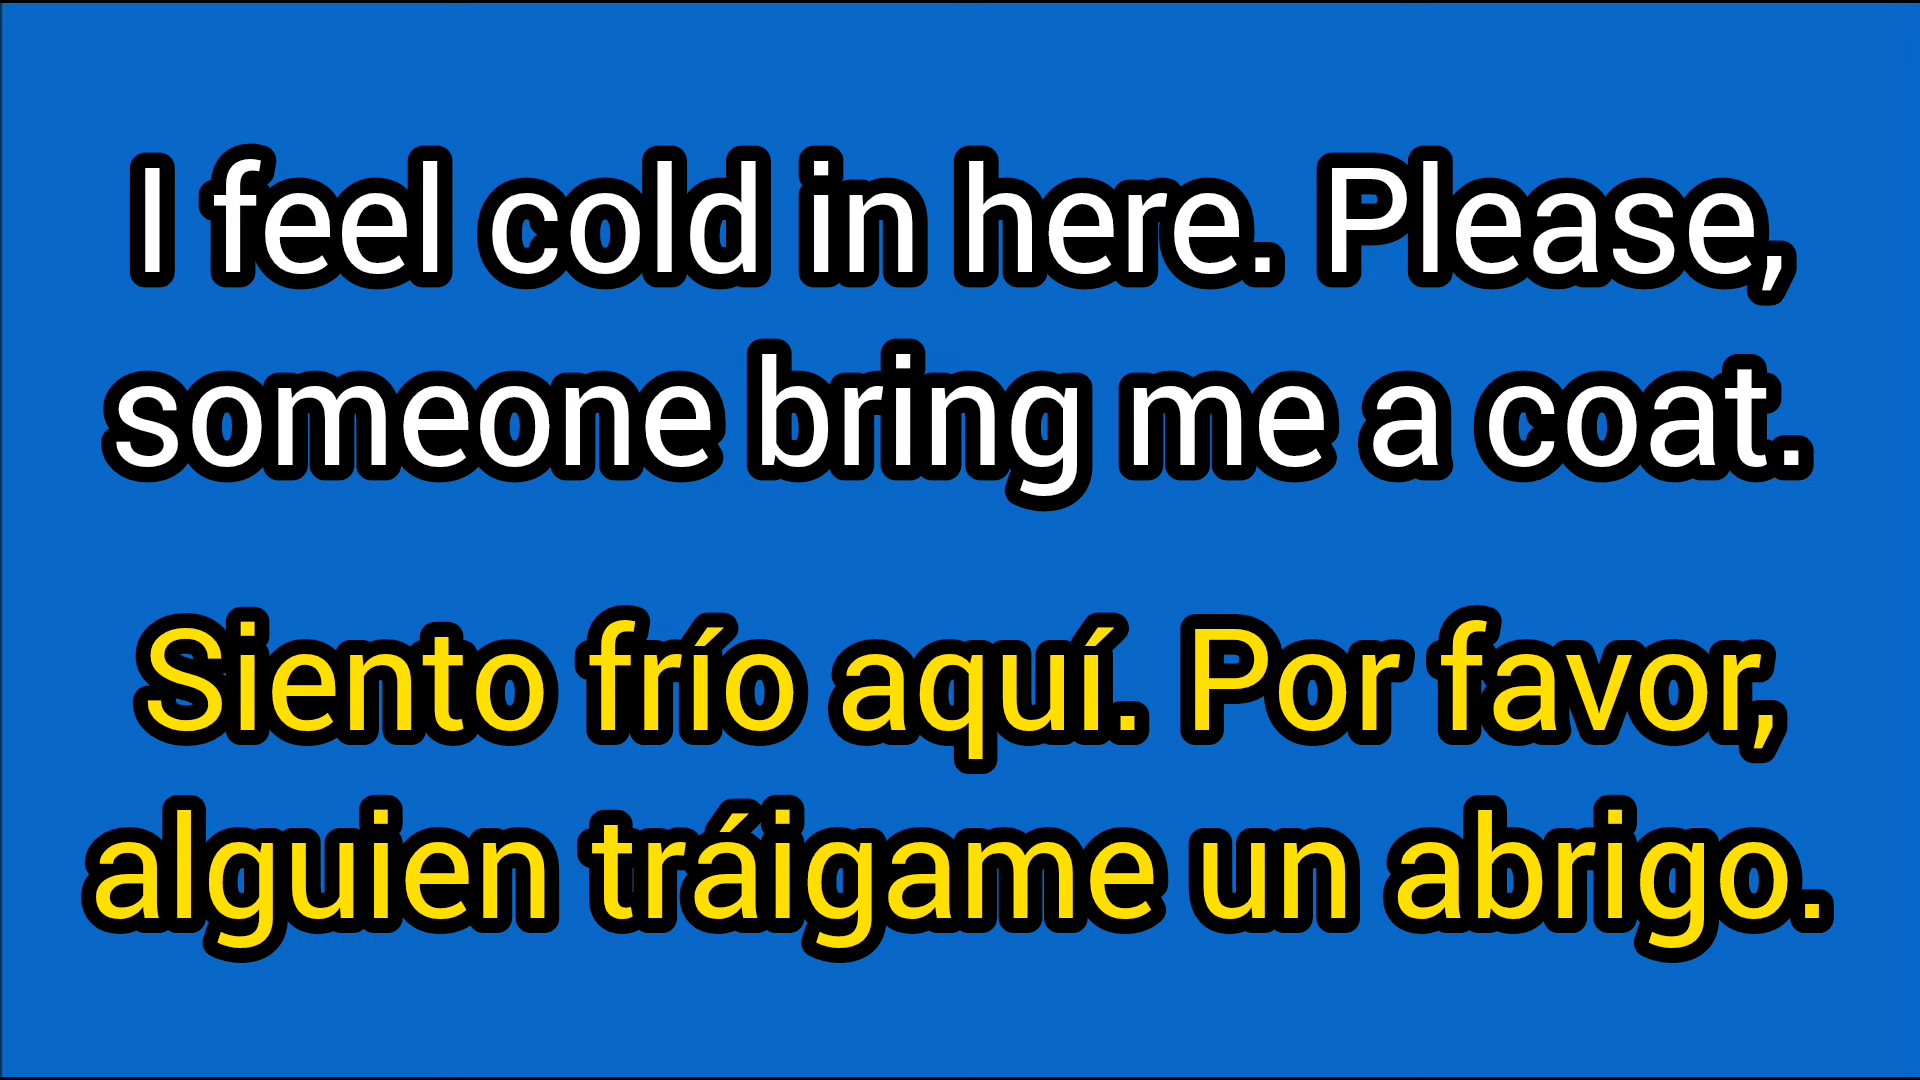 I feel cold in here. Please,
someone bring me a coat.
Siento frío aquí. Por favor,
alguien tráigame un abrigo.